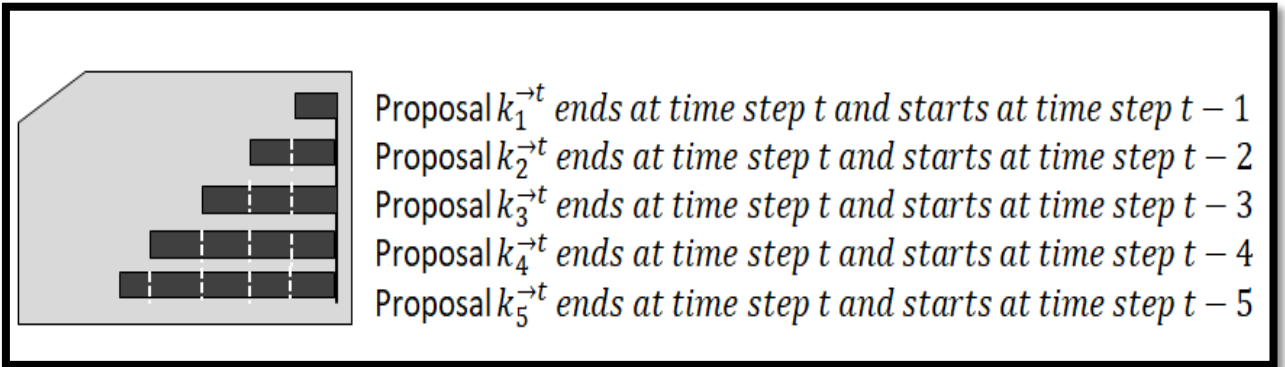 Proposal k₁^{→t} ends at time step t and starts at time step t − 1
Proposal k₂^{→t} ends at time step t and starts at time step t − 2
Proposal k₃^{→t} ends at time step t and starts at time step t − 3
Proposal k₄^{→t} ends at time step t and starts at time step t − 4
Proposal k₅^{→t} ends at time step t and starts at time step t − 5